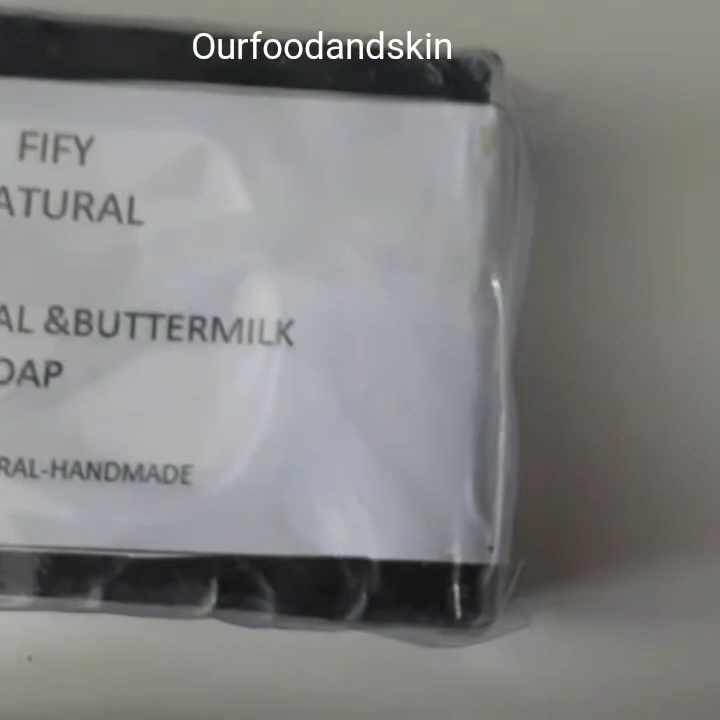 Ourfoodandskin
FIFY
ATURAL
AL &BUTTERMILK
OAP
RAL-HANDMADE